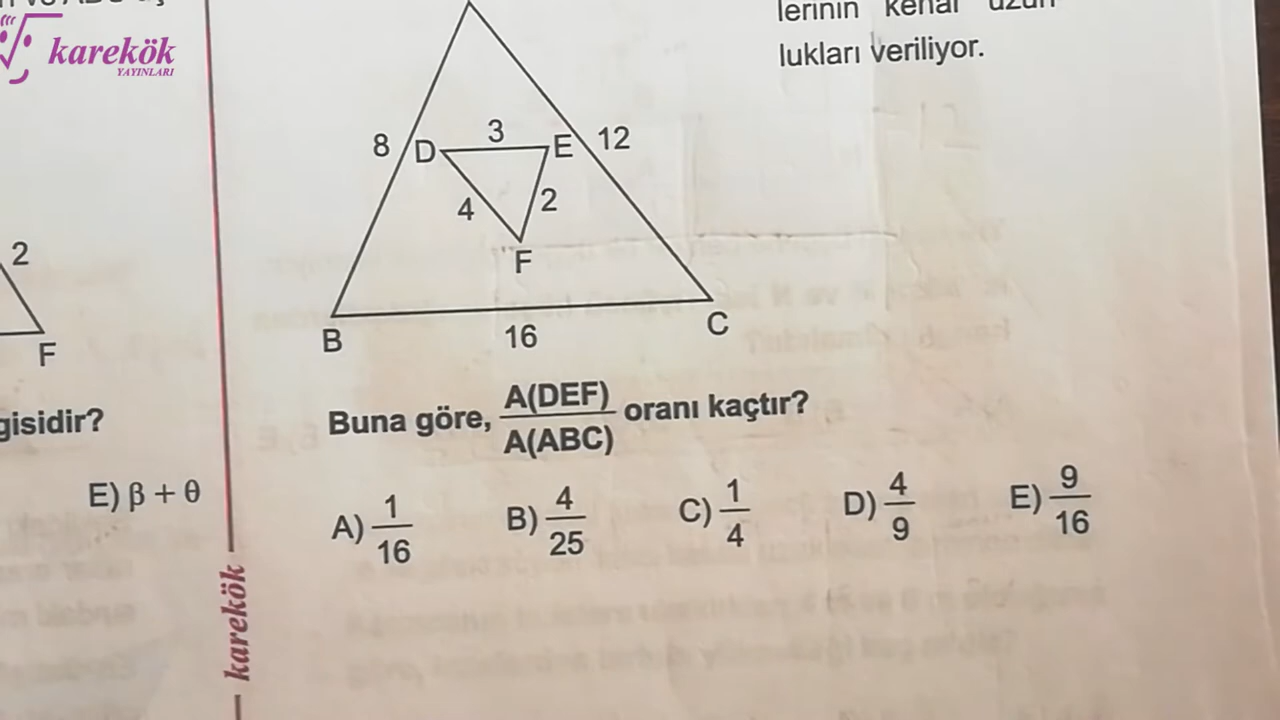 karekök
YAYINLARI
lerinin kenar uzun
lukları veriliyor.
8
D
3
E
12
4
2
F
B
16
C
2
F
gisidir?
E) β + θ
Buna göre, A(DEF)/A(ABC) oranı kaçtır?
A) 1/16 B) 4/25 C) 1/4 D) 4/9 E) 9/16
karekök